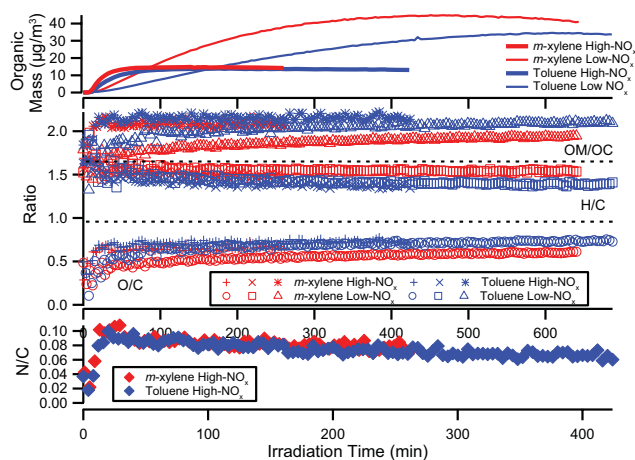 Organic
Mass (µg/m³)
40
30
20
10
0
m-xylene High-NOₓ
m-xylene Low-NOₓ
Toluene High-NOₓ
Toluene Low NOₓ
Ratio
2.0
1.5
1.0
0.5
0.0
OM/OC
H/C
O/C
m-xylene High-NOₓ
Toluene High-NOₓ
m-xylene Low-NOₓ
Toluene Low-NOₓ
0
100
200
300
400
500
600
N/C
0.10
0.08
0.06
0.04
0.02
0.00
m-xylene High-NOₓ
Toluene High-NOₓ
0
100
200
300
400
Irradiation Time (min)